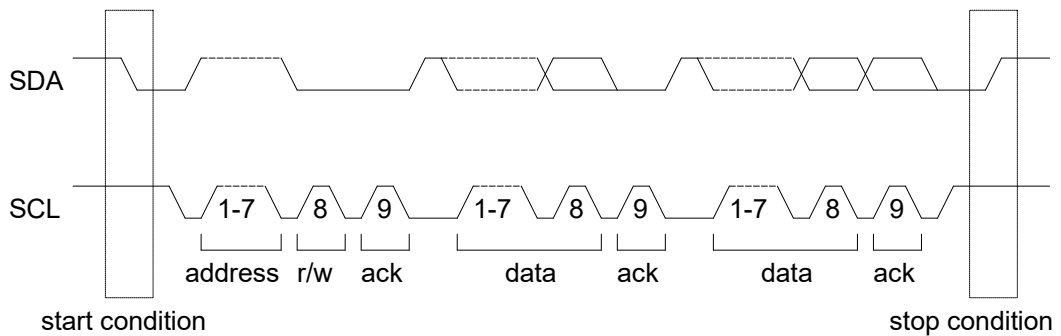 SDA
SCL 1-7 8 9 1-7 8 9 1-7 8 9
address r/w ack data ack data ack
start condition stop condition